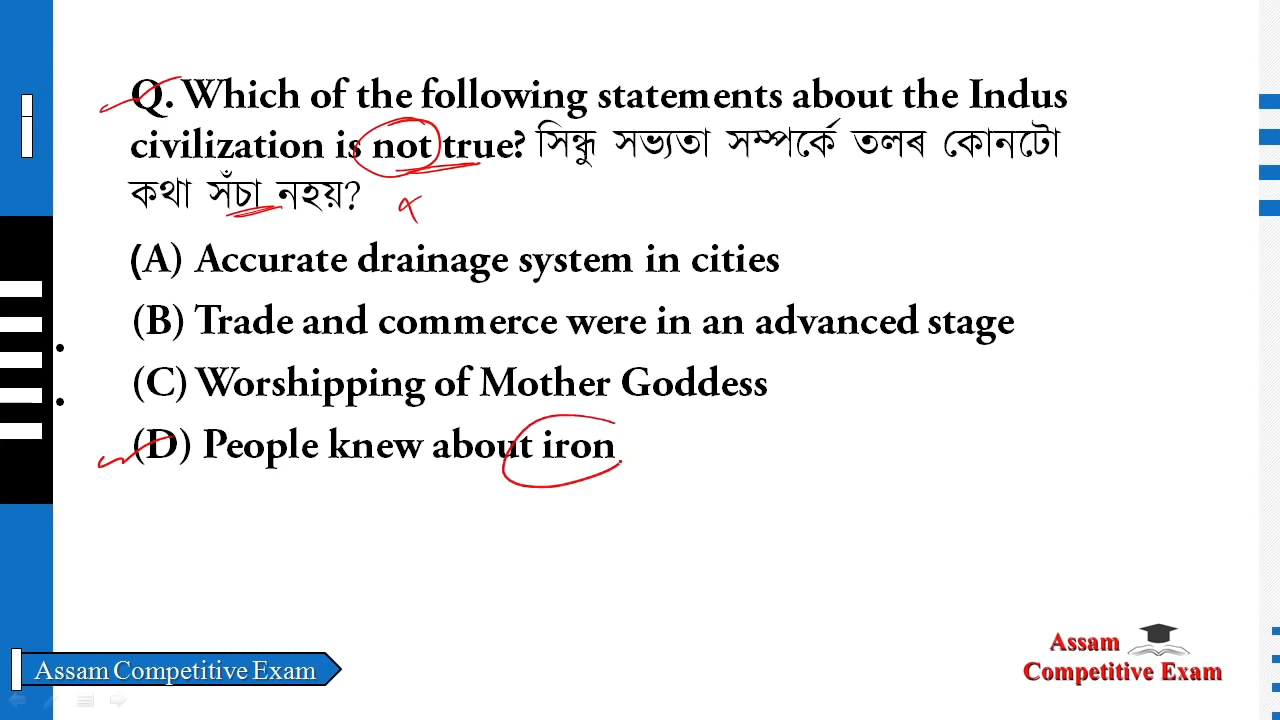 Q. Which of the following statements about the Indus
civilization is not true? সিন্ধু সভ্যতা সম্পৰ্কে তলৰ কোনটো
কথা সঁচা নহয়?
(A) Accurate drainage system in cities
(B) Trade and commerce were in an advanced stage
(C) Worshipping of Mother Goddess
(D) People knew about iron
Assam Competitive Exam
Assam
Competitive Exam